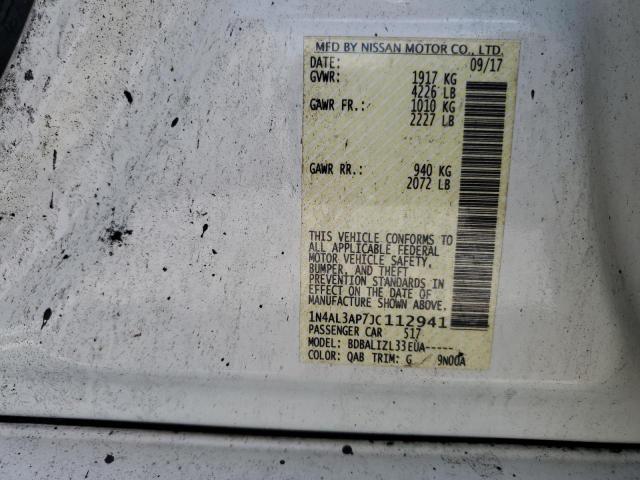 MFD BY NISSAN MOTOR CO., LTD.
DATE: 09/17
GVWR: 1917 KG
4226 LB
GAWR FR.: 1010 KG
2227 LB
GAWR RR.: 940 KG
2072 LB
THIS VEHICLE CONFORMS TO
ALL APPLICABLE FEDERAL
MOTOR VEHICLE SAFETY,
BUMPER, AND THEFT
PREVENTION STANDARDS IN
EFFECT ON THE DATE OF
MANUFACTURE SHOWN ABOVE.
1N4AL3AP7JC112941
PASSENGER CAR 517
MODEL: BDBALIZL33EUA-----
COLOR: QAB TRIM: G 9N00A